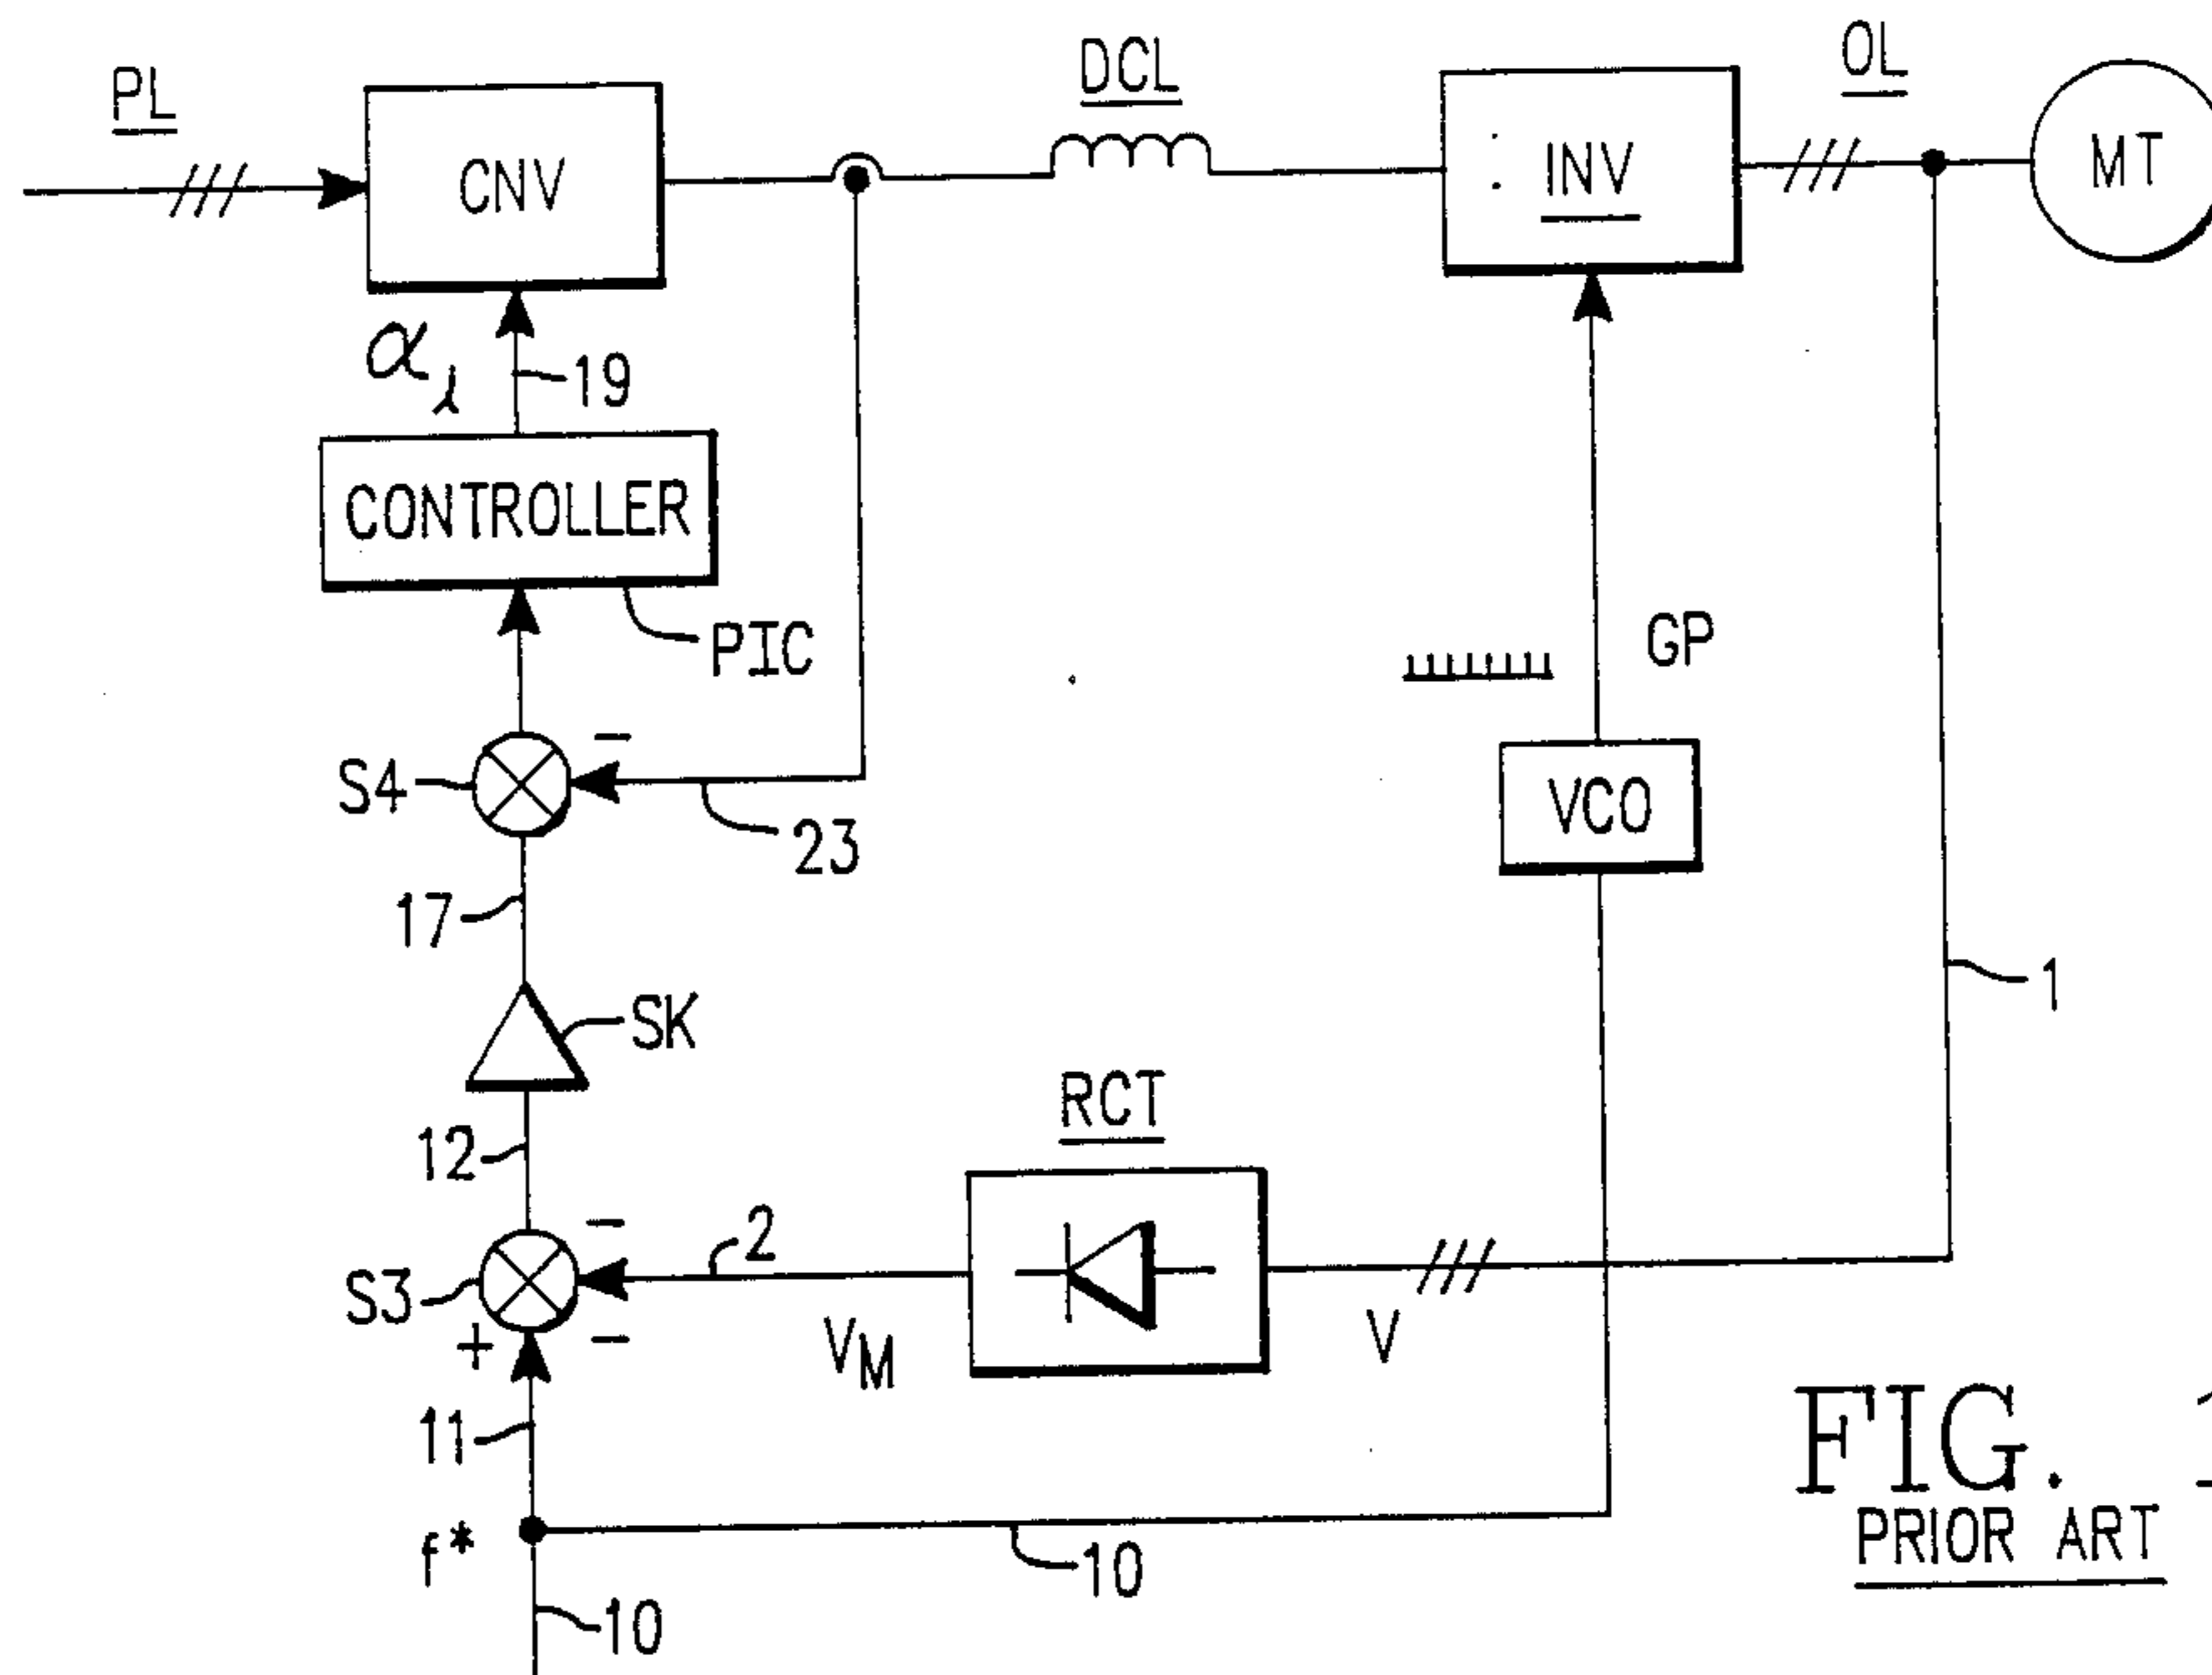 PL
DCL
OL
CNV
INV
MT
α
19
CONTROLLER
PIC
GP
S4
-
23
VCO
17
SK
1
RCT
12
2
-
S3
+
-
VM
V
11
FIG.
PRIOR ART
f*
10
10